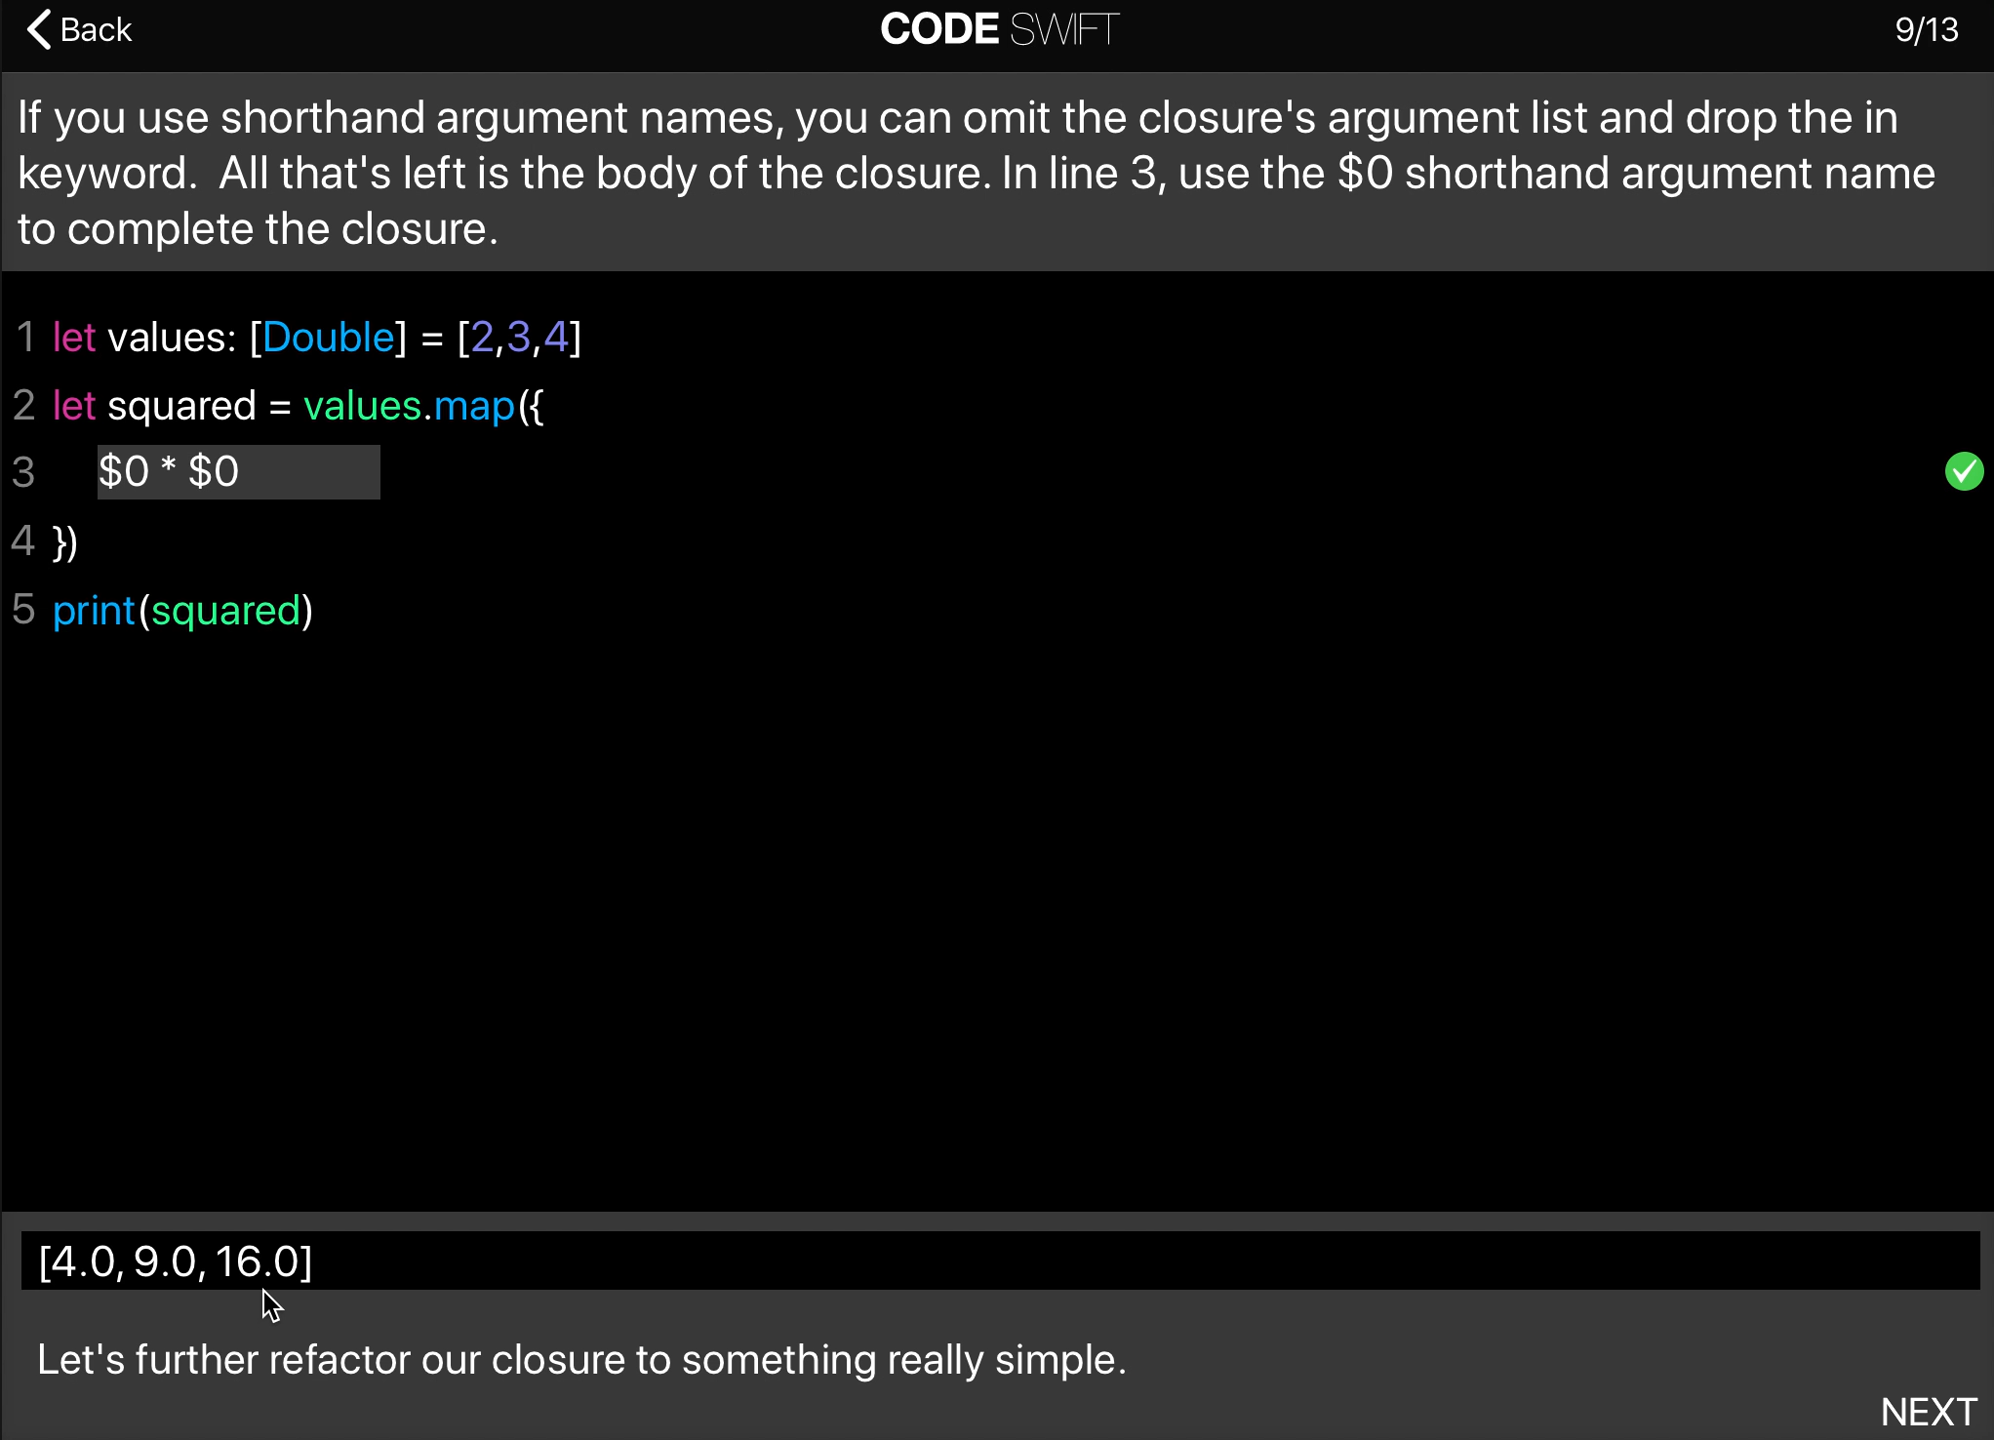 Back
CODE SWIFT
9/13
If you use shorthand argument names, you can omit the closure's argument list and drop the in
keyword.  All that's left is the body of the closure. In line 3, use the $0 shorthand argument name
to complete the closure.
1 let values: [Double] = [2,3,4]
2 let squared = values.map({
3 $0 * $0
4 })
5 print(squared)
[4.0, 9.0, 16.0]
Let's further refactor our closure to something really simple.
NEXT